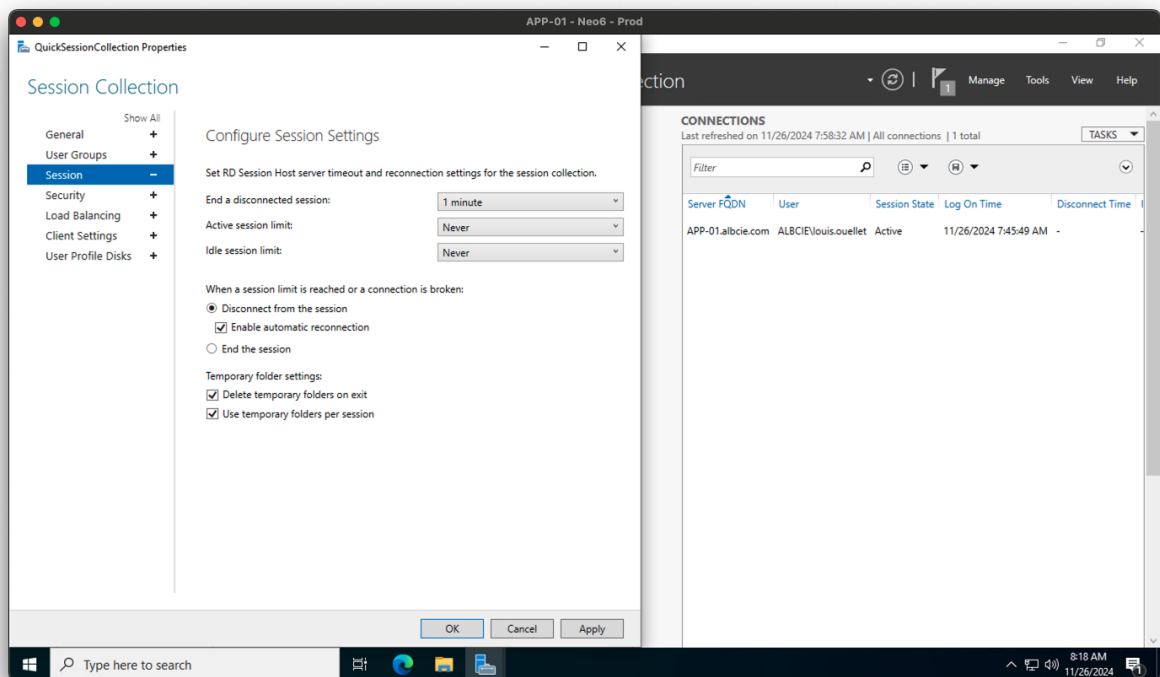 APP-01 - Neo6 - Prod
QuickSessionCollection Properties
Session Collection
Show All
General +
User Groups +
Session –
Security +
Load Balancing +
Client Settings +
User Profile Disks +
Configure Session Settings
Set RD Session Host server timeout and reconnection settings for the session collection.
End a disconnected session: 1 minute
Active session limit: Never
Idle session limit: Never
When a session limit is reached or a connection is broken:
Disconnect from the session
Enable automatic reconnection
End the session
Temporary folder settings:
Delete temporary folders on exit
Use temporary folders per session
OK Cancel Apply
ction
1 Manage Tools View Help
CONNECTIONS
Last refreshed on 11/26/2024 7:58:32 AM | All connections | 1 total
TASKS
Filter
Server FQDN User Session State Log On Time Disconnect Time
APP-01.albcie.com ALBCIE\louis.ouellet Active 11/26/2024 7:45:49 AM - -
Type here to search
8:18 AM
11/26/2024
1